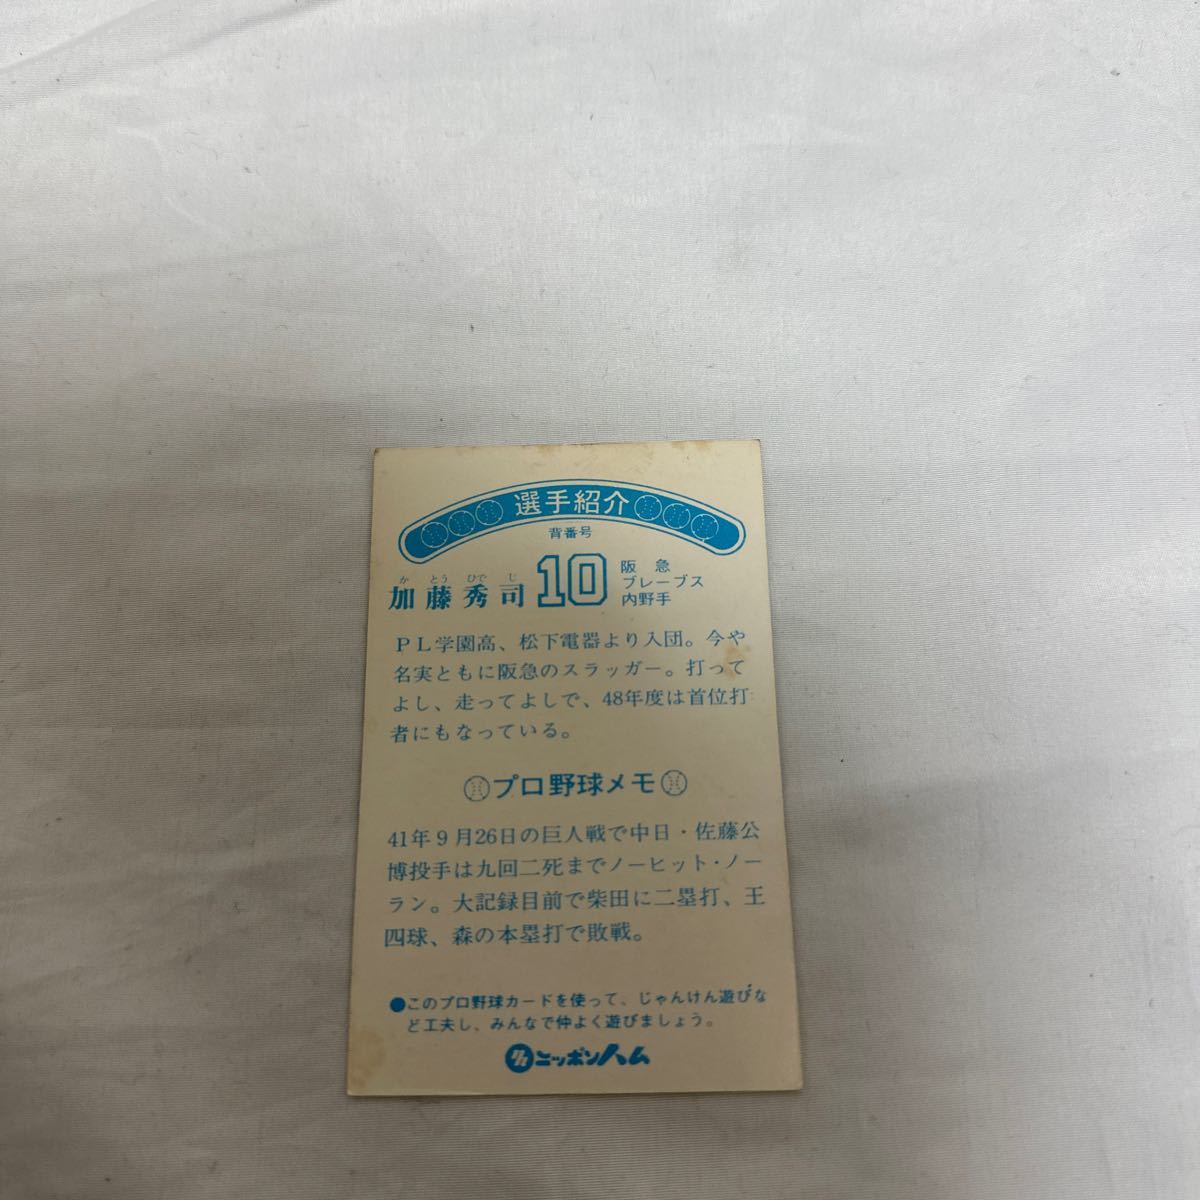 選手紹介
背番号
かとうひでじ
加藤秀司
10
阪急
ブレーブス
内野手
PL学園高、松下電器より入団。今や
名実ともに阪急のスラッガー。打って
よし、走ってよしで、48年度は首位打
者にもなっている。
プロ野球メモ
41年9月26日の巨人戦で中日・佐藤公
博投手は九回二死までノーヒット・ノー
ラン。大記録目前で柴田に二塁打、王
四球、森の本塁打で敗戦。
●このプロ野球カードを使って、じゃんけん遊びな
ど工夫し、みんなで仲よく遊びましょう。
ニッポンハム